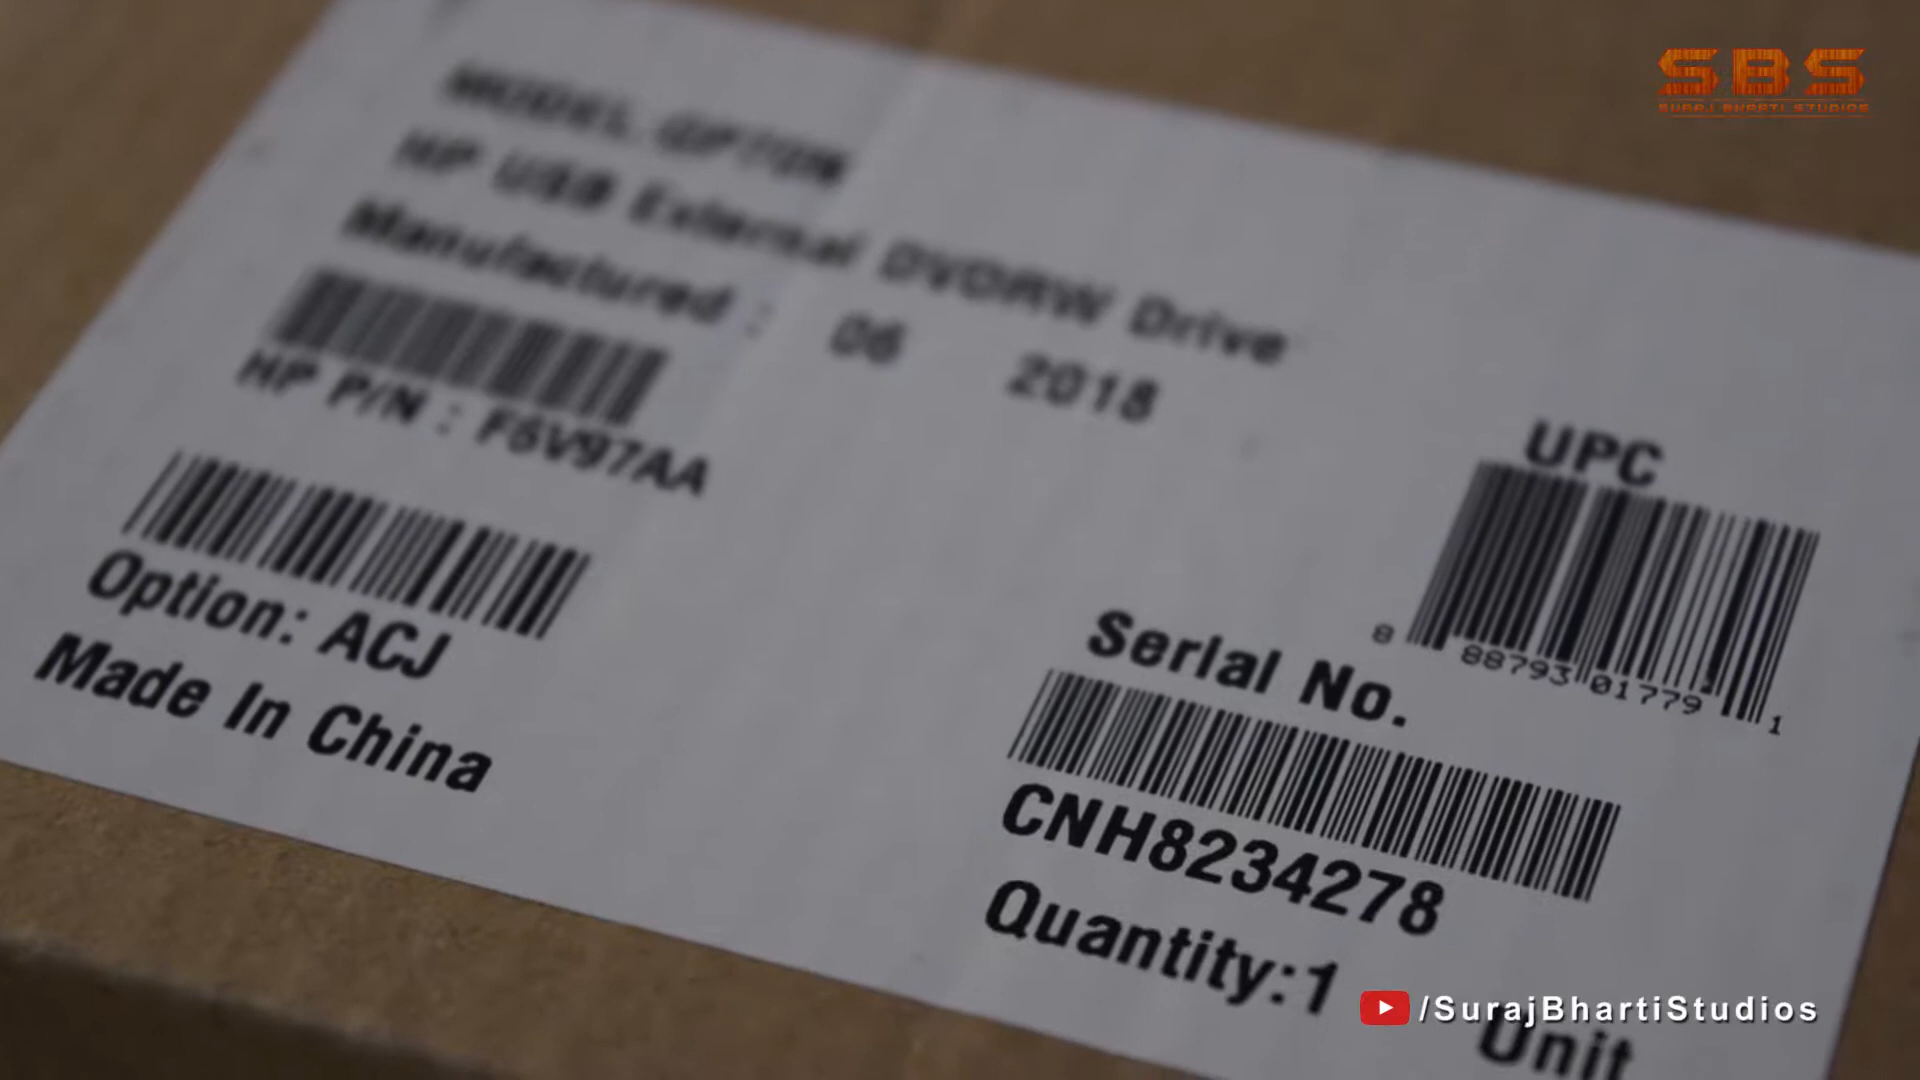 MODEL OPTION
HP USB External DVDRW Drive
Manufactured : 06 2018
HP P/N : F6V97AA
Option: ACJ
Made In China
UPC
8 88793 01779 1
Serial No.
CNH8234278
Quantity:1
Unit
SBS
SURAJ BHARTI STUDIOS
/SurajBhartiStudios